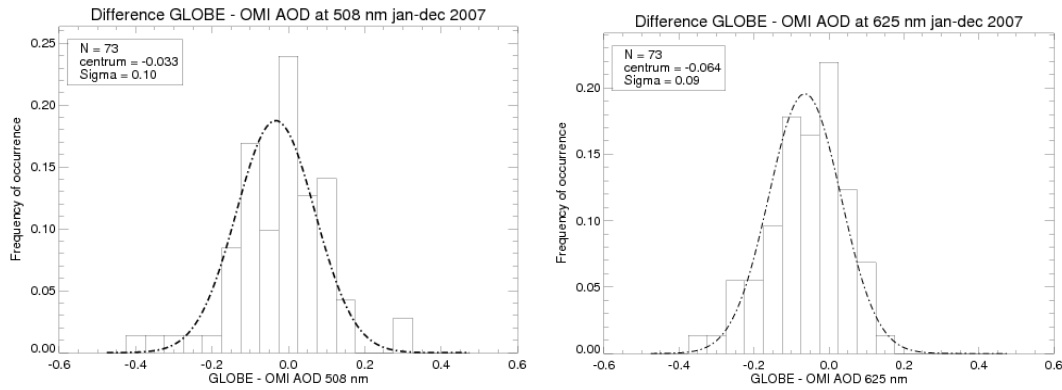 Difference GLOBE - OMI AOD at 508 nm jan-dec 2007
N = 73
centrum = -0.033
Sigma = 0.10
Frequency of occurrence
0.25
0.20
0.15
0.10
0.05
0.00
-0.6 -0.4 -0.2 0.0 0.2 0.4 0.6
GLOBE - OMI AOD 508 nm
Difference GLOBE - OMI AOD at 625 nm jan-dec 2007
N = 73
centrum = -0.064
Sigma = 0.09
Frequency of occurrence
0.20
0.15
0.10
0.05
0.00
-0.6 -0.4 -0.2 0.0 0.2 0.4 0.6
GLOBE - OMI AOD 625 nm